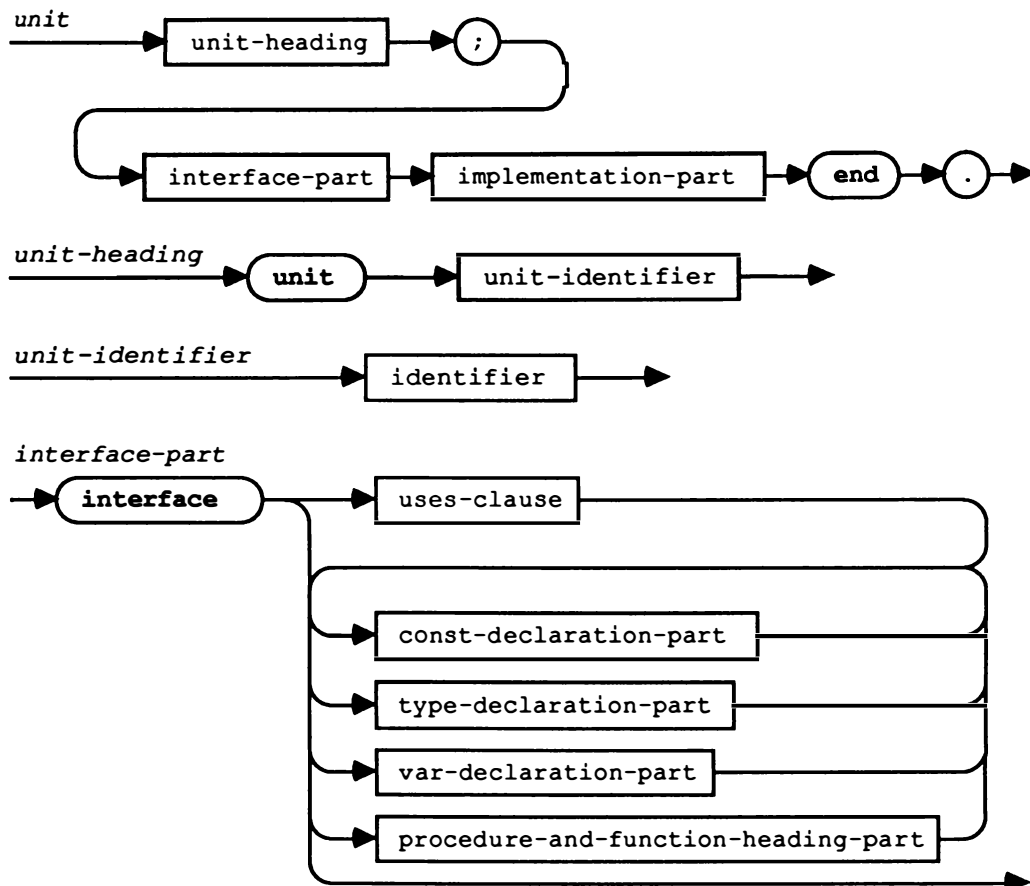 unit
unit-heading ;
interface-part implementation-part end .
unit-heading
unit unit-identifier
unit-identifier
identifier
interface-part
interface uses-clause
const-declaration-part
type-declaration-part
var-declaration-part
procedure-and-function-heading-part